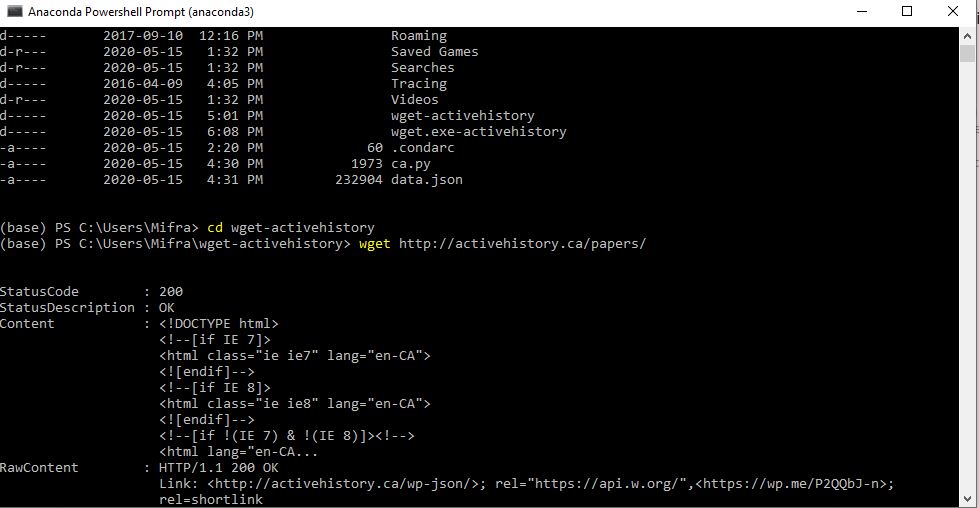 Anaconda Powershell Prompt (anaconda3)
d----- 2017-09-10 12:16 PM Roaming
d-r--- 2020-05-15 1:32 PM Saved Games
d-r--- 2020-05-15 1:32 PM Searches
d----- 2016-04-09 4:05 PM Tracing
d-r--- 2020-05-15 1:32 PM Videos
d----- 2020-05-15 5:01 PM wget-activehistory
d----- 2020-05-15 6:08 PM wget.exe-activehistory
-a---- 2020-05-15 2:20 PM 60 .condarc
-a---- 2020-05-15 4:30 PM 1973 ca.py
-a---- 2020-05-15 4:31 PM 232904 data.json
(base) PS C:\Users\Mifra> cd wget-activehistory
(base) PS C:\Users\Mifra\wget-activehistory> wget http://activehistory.ca/papers/
StatusCode : 200
StatusDescription : OK
Content : <!DOCTYPE html>
<!--[if IE 7]>
<html class="ie ie7" lang="en-CA">
<![endif]-->
<!--[if IE 8]>
<html class="ie ie8" lang="en-CA">
<![endif]-->
<!--[if !(IE 7) & !(IE 8)]><!-->
<html lang="en-CA...
RawContent : HTTP/1.1 200 OK
Link: <http://activehistory.ca/wp-json/>; rel="https://api.w.org/",<https://wp.me/P2QQbJ-n>;
rel=shortlink